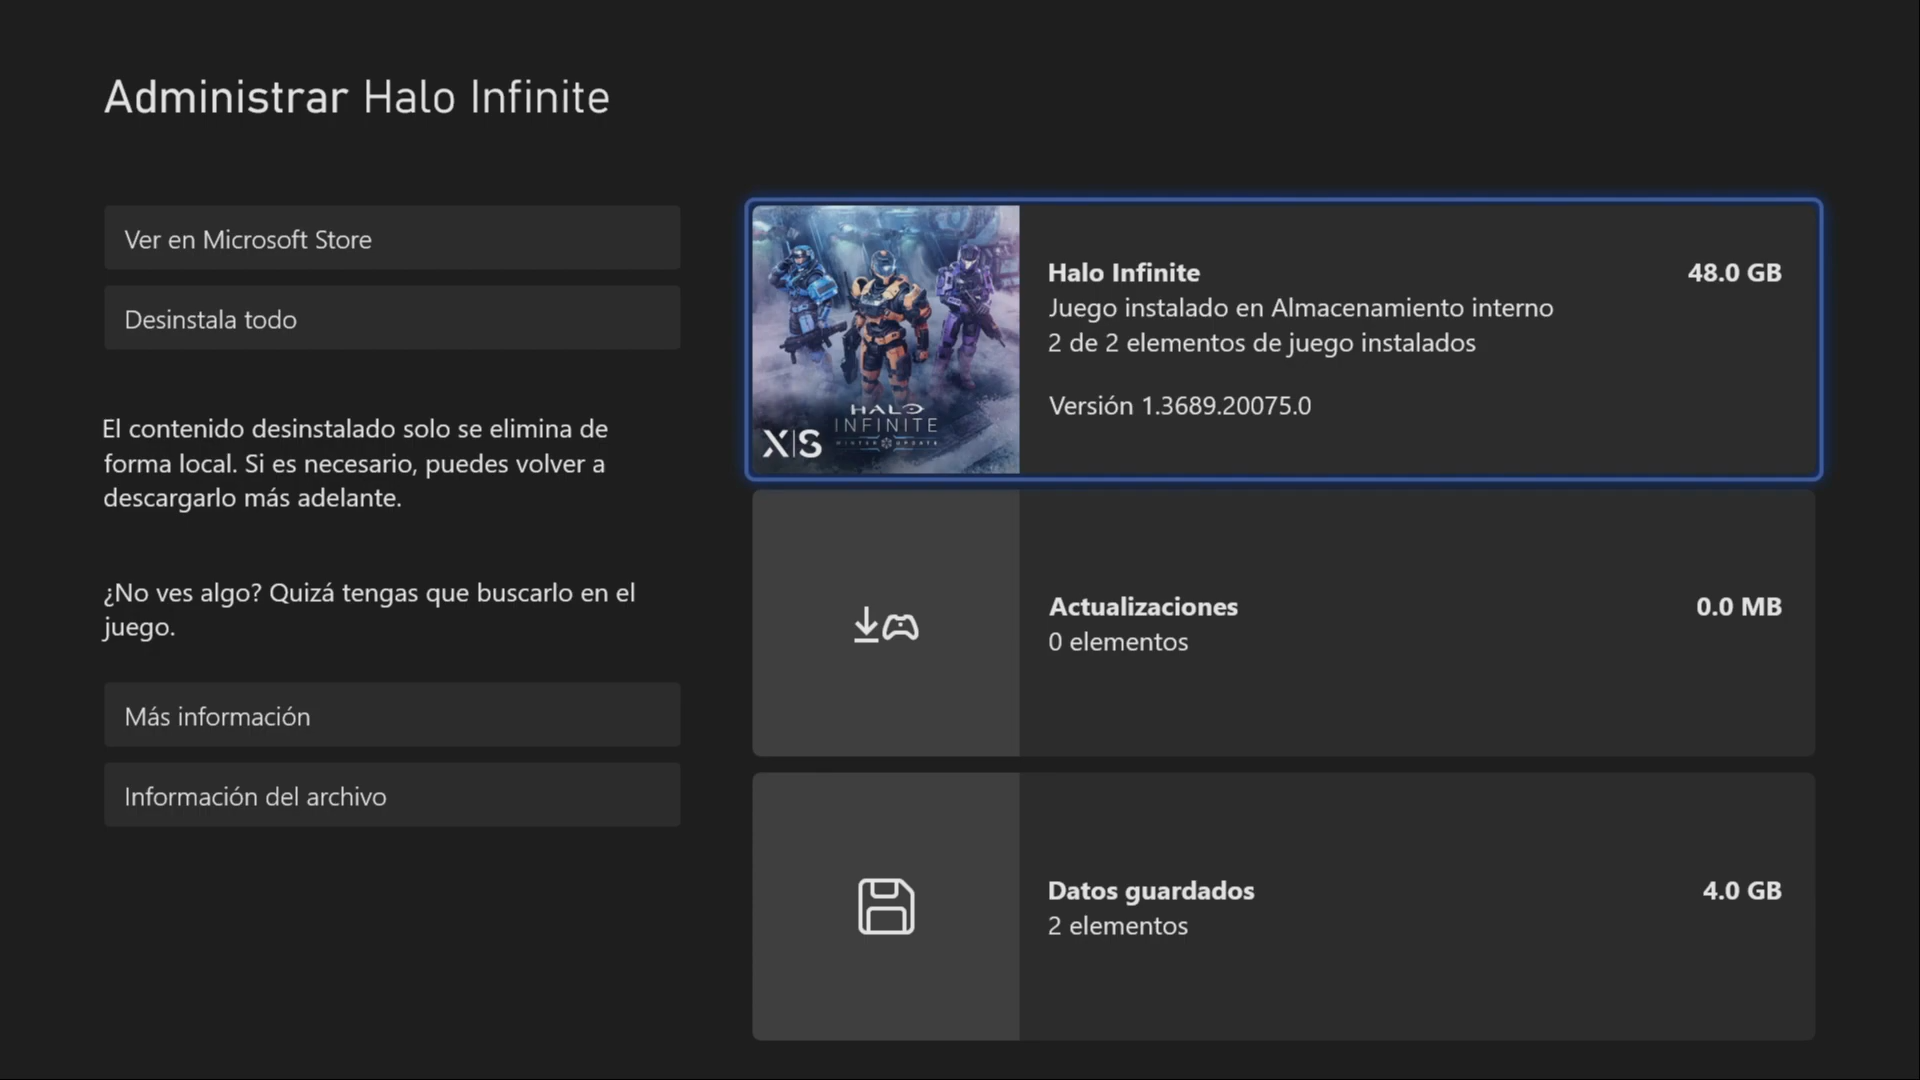 Administrar Halo Infinite
Ver en Microsoft Store
Desinstala todo
El contenido desinstalado solo se elimina de
forma local. Si es necesario, puedes volver a
descargarlo más adelante.
¿No ves algo? Quizá tengas que buscarlo en el
juego.
Más información
Información del archivo
HALO
INFINITE
WINTER UPDATE
X|S
Halo Infinite
48.0 GB
Juego instalado en Almacenamiento interno
2 de 2 elementos de juego instalados
Versión 1.3689.20075.0
Actualizaciones
0.0 MB
0 elementos
Datos guardados
4.0 GB
2 elementos